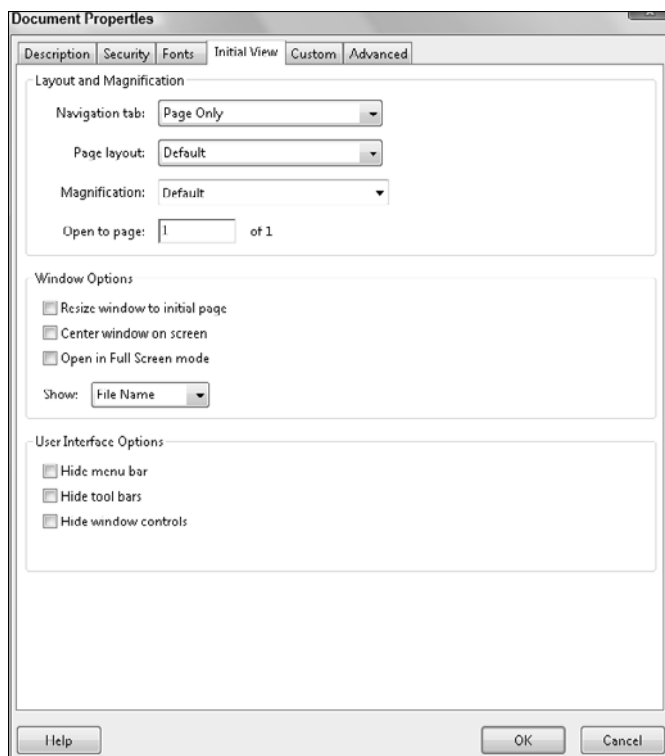 Document Properties
Description Security Fonts Initial View Custom Advanced
Layout and Magnification
Navigation tab: Page Only
Page layout: Default
Magnification: Default
Open to page: 1 of 1
Window Options
Resize window to initial page
Center window on screen
Open in Full Screen mode
Show: File Name
User Interface Options
Hide menu bar
Hide tool bars
Hide window controls
Help OK Cancel